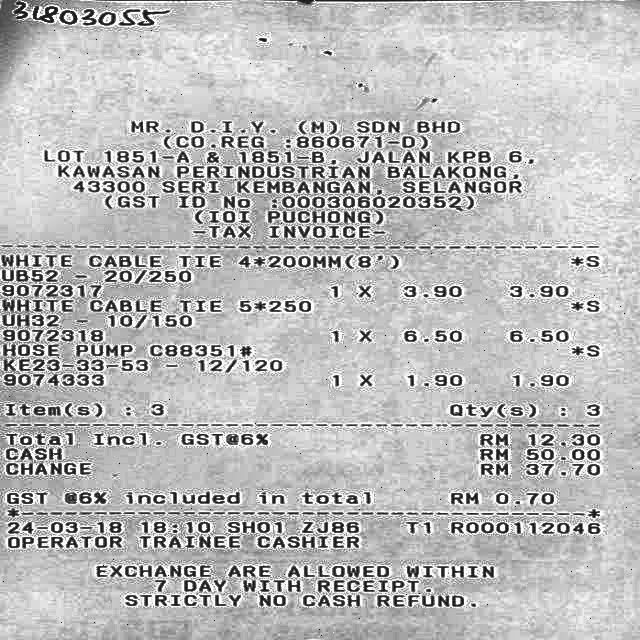 31803055
MR. D.I.Y. (M) SDN BHD
(CO.REG :860671-D)
LOT 1851-A & 1851-B, JALAN KPB 6,
KAWASAN PERINDUSTRIAN BALAKONG,
43300 SERI KEMBANGAN, SELANGOR
(GST ID No :000306020352)
(IOI PUCHONG)
-TAX INVOICE-
WHITE CABLE TIE 4*200MM(8') *S
UB52 - 20/250
9072317 1 X 3.90 3.90
WHITE CABLE TIE 5*250 *S
UH32 - 10/150
9072318 1 X 6.50 6.50
HOSE PUMP C88351# *S
KE23-33-53 - 12/120
9074333 1 X 1.90 1.90
Item(s) : 3 Qty(s) : 3
Total Incl. GST@6% RM 12.30
CASH RM 50.00
CHANGE RM 37.70
GST @6% included in total RM 0.70
24-03-18 18:10 SH01 ZJ86 T1 R000112046
OPERATOR TRAINEE CASHIER
EXCHANGE ARE ALLOWED WITHIN
7 DAY WITH RECEIPT.
STRICTLY NO CASH REFUND.